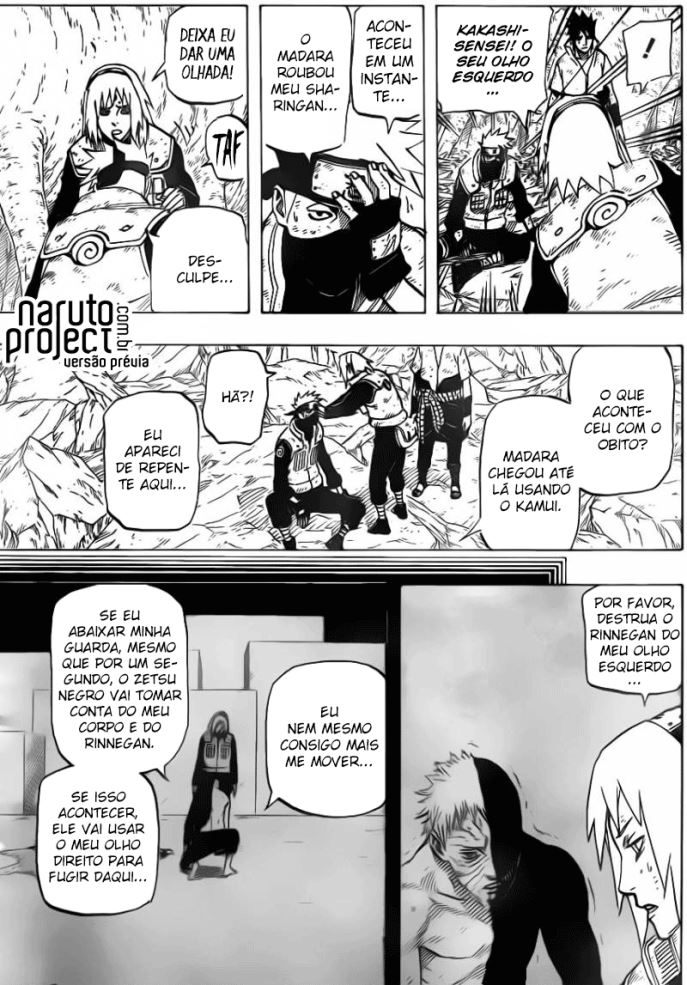 !
KAKASHI-
SENSEI! O
SEU OLHO
ESQUERDO
...
ACON-
TECEU
EM UM
INSTAN-
TE...
O
MADARA
ROUBOU
MEU SHA-
RINGAN...
DEIXA EU
DAR UMA
OLHADA!
TAF
DES-
CULPE...
naruto
project
.com.br
versão prévia
O QUE
ACONTE-
CEU COM O
OBITO?
MADARA
CHEGOU ATÉ
LÁ USANDO
O KAMUI.
HÃ?!
EU
APARECI
DE REPEN-
TE AQUI...
POR FAVOR,
DESTRUA O
RINNEGAN DO
MEU OLHO
ESQUERDO
...
EU
NEM MESMO
CONSIGO MAIS
ME MOVER...
SE EU
ABAIXAR MINHA
GUARDA, MESMO
QUE POR UM SE-
GUNDO, O ZETSU
NEGRO VAI TOMAR
CONTA DO MEU
CORPO E DO
RINNEGAN.
SE ISSO
ACONTECER,
ELE VAI USAR
O MEU OLHO
DIREITO PARA
FUGIR DAQUI...